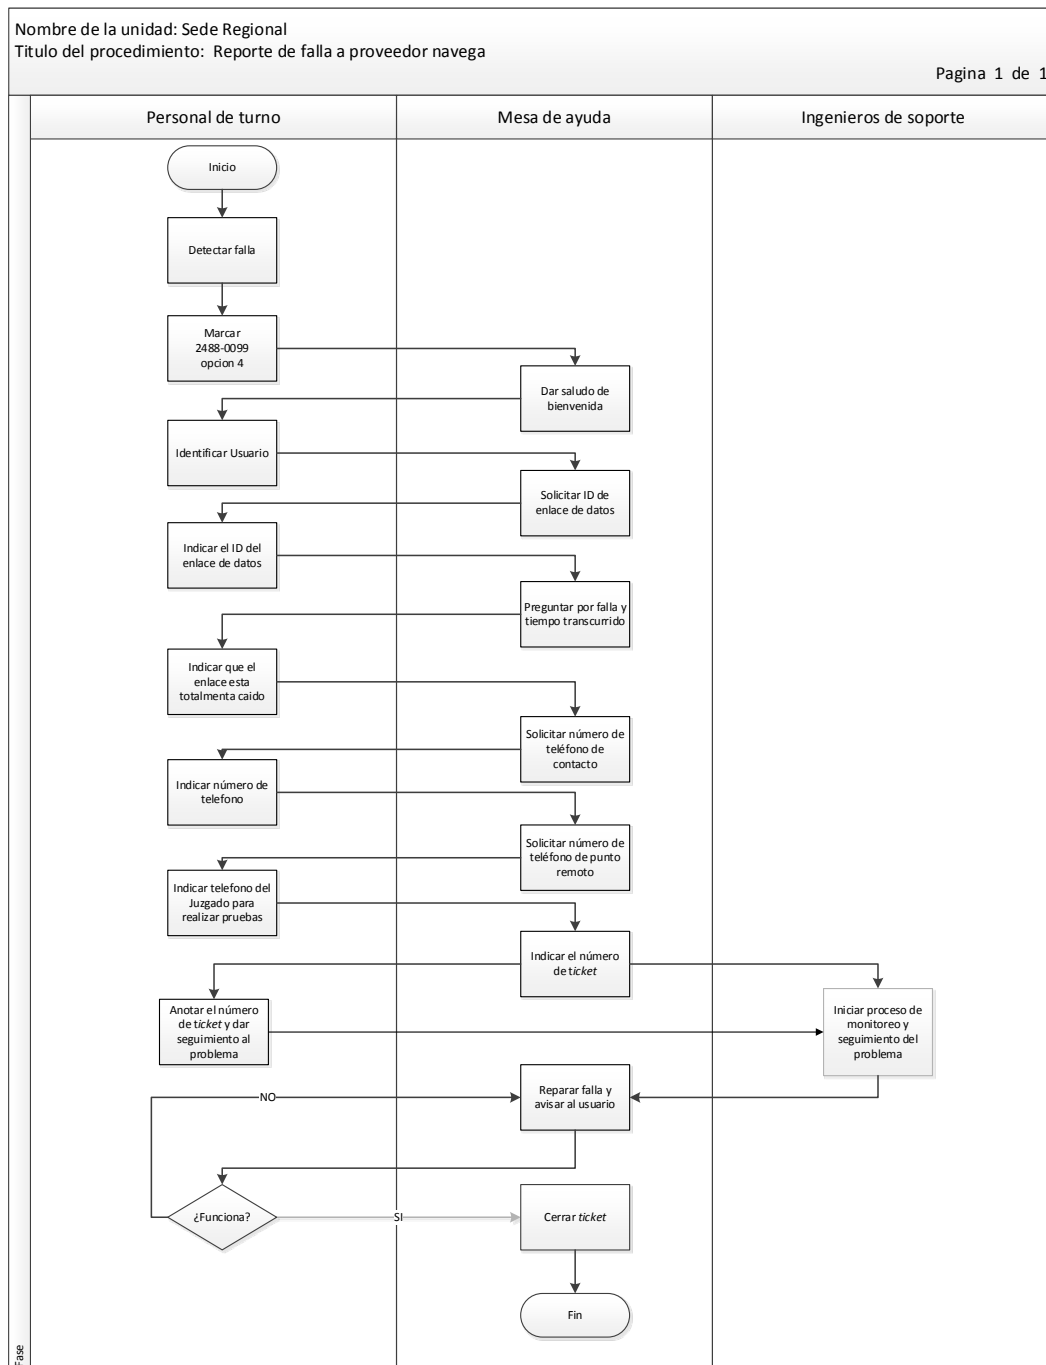 Nombre de la unidad: Sede Regional
Titulo del procedimiento: Reporte de falla a proveedor navega
Pagina 1 de 1
Personal de turno
Mesa de ayuda
Ingenieros de soporte
Inicio
Detectar falla
Marcar
2488-0099
opcion 4
Dar saludo de
bienvenida
Identificar Usuario
Solicitar ID de
enlace de datos
Indicar el ID del
enlace de datos
Preguntar por falla y
tiempo transcurrido
Indicar que el
enlace esta
totalmenta caido
Solicitar número de
teléfono de
contacto
Indicar número de
telefono
Solicitar número de
teléfono de punto
remoto
Indicar telefono del
Juzgado para
realizar pruebas
Indicar el número
de ticket
Anotar el número
de ticket y dar
seguimiento al
problema
Iniciar proceso de
monitoreo y
seguimiento del
problema
Reparar falla y
avisar al usuario
NO
¿Funciona?
SI
Cerrar ticket
Fin
Fase